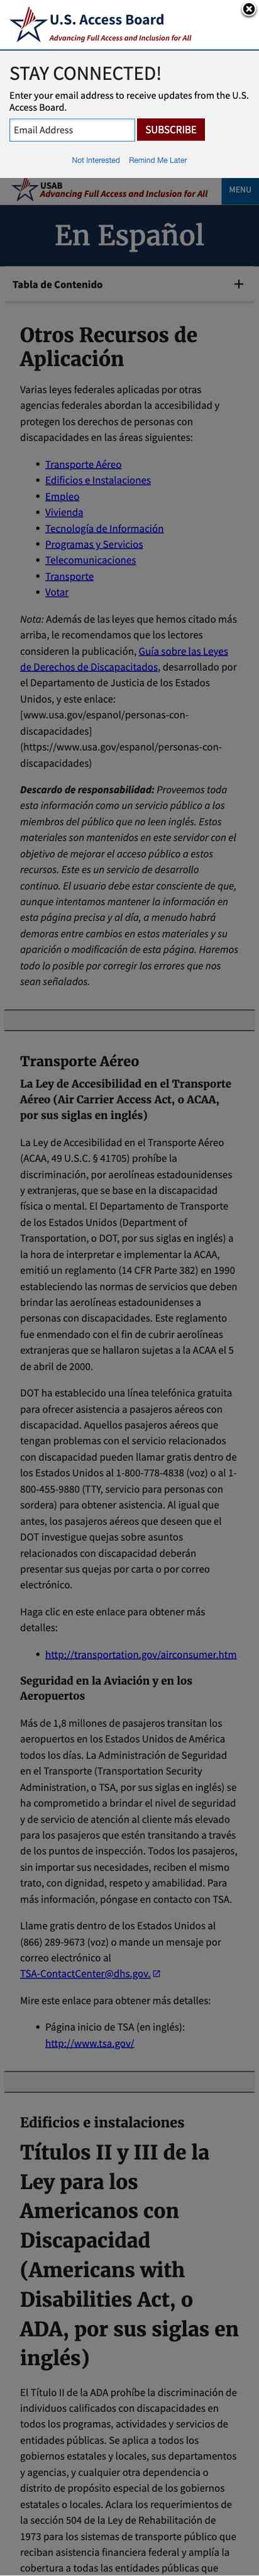 U.S. Access Board
Advancing Full Access and Inclusion for All
STAY CONNECTED!
Enter your email address to receive updates from the U.S.
Access Board.
Email Address
SUBSCRIBE
Not Interested Remind Me Later
USAB
Advancing Full Access and Inclusion for All
MENU
En Español
Tabla de Contenido
Otros Recursos de
Aplicación
Varias leyes federales aplicadas por otras
agencias federales abordan la accesibilidad y
protegen los derechos de personas con
discapacidades en las áreas siguientes:
• Transporte Aéreo
• Edificios e Instalaciones
• Empleo
• Vivienda
• Tecnología de Información
• Programas y Servicios
• Telecomunicaciones
• Transporte
• Votar
Nota: Además de las leyes que hemos citado más
arriba, le recomendamos que los lectores
consideren la publicación, Guía sobre las Leyes
de Derechos de Discapacitados, desarrollado por
el Departamento de Justicia de los Estados
Unidos, y este enlace:
[www.usa.gov/espanol/personas-con-
discapacidades]
(https://www.usa.gov/espanol/personas-con-
discapacidades)
Descardo de responsabilidad: Proveemos toda
esta información como un servicio público a los
miembros del público que no leen inglés. Estos
materiales son mantenidos en este servidor con el
objetivo de mejorar el acceso público a estos
recursos. Este es un servicio de desarrollo
continuo. El usuario debe estar consciente de que,
aunque intentamos mantener la información en
esta página precisa y al día, a menudo habrá
demoras entre cambios en estos materiales y su
aparición o modificación de esta página. Haremos
todo lo posible por corregir los errores que nos
sean señalados.
Transporte Aéreo
La Ley de Accesibilidad en el Transporte
Aéreo (Air Carrier Access Act, o ACAA,
por sus siglas en inglés)
La Ley de Accesibilidad en el Transporte Aéreo
(ACAA, 49 U.S.C. § 41705) prohíbe la
discriminación, por aerolíneas estadounidenses
y extranjeras, que se base en la discapacidad
física o mental. El Departamento de Transporte
de los Estados Unidos (Department of
Transportation, o DOT, por sus siglas en inglés) a
la hora de interpretar e implementar la ACAA,
emitió un reglamento (14 CFR Parte 382) en 1990
estableciendo las normas de servicios que deben
brindar las aerolíneas estadounidenses a
personas con discapacidades. Este reglamento
fue enmendado con el fin de cubrir aerolíneas
extranjeras que se hallaron sujetas a la ACAA el 5
de abril de 2000.
DOT ha establecido una línea telefónica gratuita
para ofrecer asistencia a pasajeros aéreos con
discapacidad. Aquellos pasajeros aéreos que
tengan problemas con el servicio relacionados
con discapacidad pueden llamar gratis dentro de
los Estados Unidos al 1-800-778-4838 (voz) o al 1-
800-455-9880 (TTY, servicio para personas con
sordera) para obtener asistencia. Al igual que
antes, los pasajeros aéreos que deseen que el
DOT investigue quejas sobre asuntos
relacionados con discapacidad deberán
presentar sus quejas por carta o por correo
electrónico.
Haga clic en este enlace para obtener más
detalles:
• http://transportation.gov/airconsumer.htm
Seguridad en la Aviación y en los
Aeropuertos
Más de 1,8 millones de pasajeros transitan los
aeropuertos en los Estados Unidos de América
todos los días. La Administración de Seguridad
en el Transporte (Transportation Security
Administration, o TSA, por sus siglas en inglés) se
ha comprometido a brindar el nivel de seguridad
y de servicio de atención al cliente más elevado
para los pasajeros que estén transitando a través
de los puntos de inspección. Todos los pasajeros,
sin importar sus necesidades, reciben el mismo
trato, con dignidad, respeto y amabilidad. Para
más información, póngase en contacto con TSA.
Llame gratis dentro de los Estados Unidos al
(866) 289-9673 (voz) o mande un mensaje por
correo electrónico al
TSA-ContactCenter@dhs.gov.
Mire este enlace para obtener más detalles:
• Página inicio de TSA (en inglés):
http://www.tsa.gov/
Edificios e instalaciones
Títulos II y III de la
Ley para los
Americanos con
Discapacidad
(Americans with
Disabilities Act, o
ADA, por sus siglas en
inglés)
El Título II de la ADA prohíbe la discriminación de
individuos calificados con discapacidades en
todos los programas, actividades y servicios de
entidades públicas. Se aplica a todos los
gobiernos estatales y locales, sus departamentos
y agencias, y cualquier otra dependencia o
distrito de propósito especial de los gobiernos
estatales o locales. Aclara los requerimientos de
la sección 504 de la Ley de Rehabilitación de
1973 para los sistemas de transporte público que
reciban asistencia financiera federal y amplía la
cobertura a todas las entidades públicas que